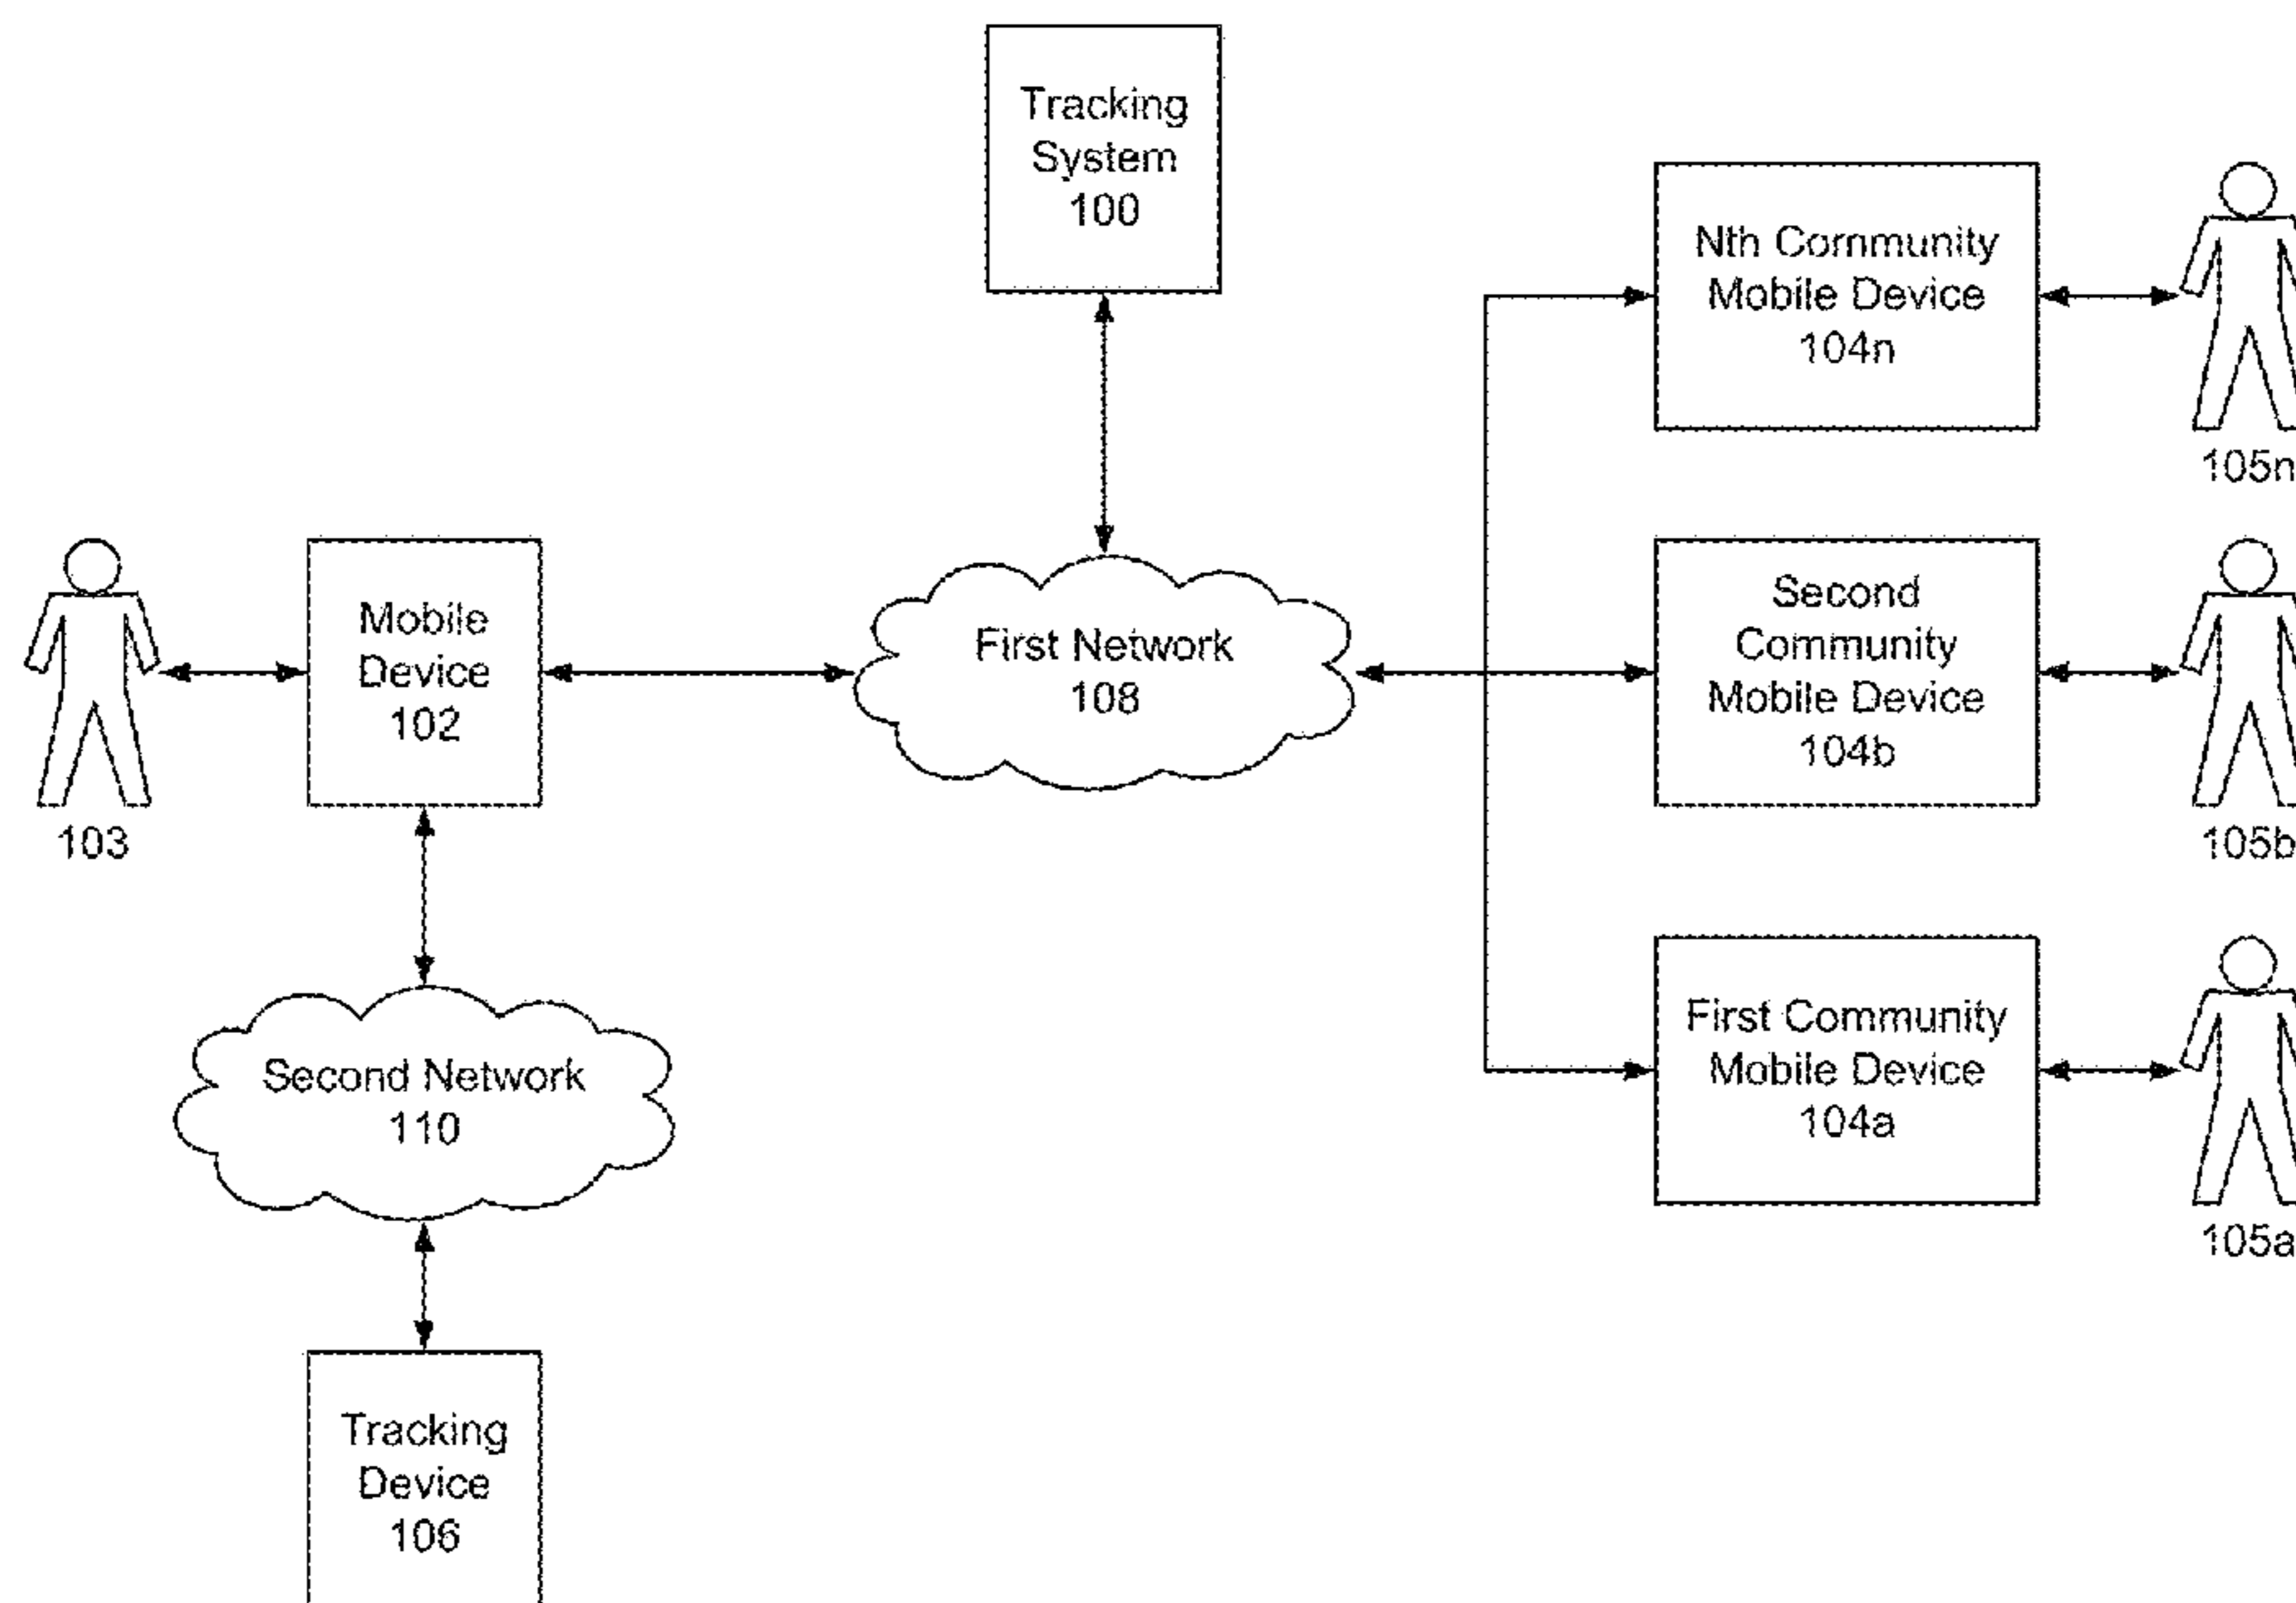 Tracking
System
100
Nth Community
Mobile Device
104n
105n
Mobile
Device
102
103
First Network
108
Second
Community
Mobile Device
104b
105b
Second Network
110
First Community
Mobile Device
104a
105a
Tracking
Device
106